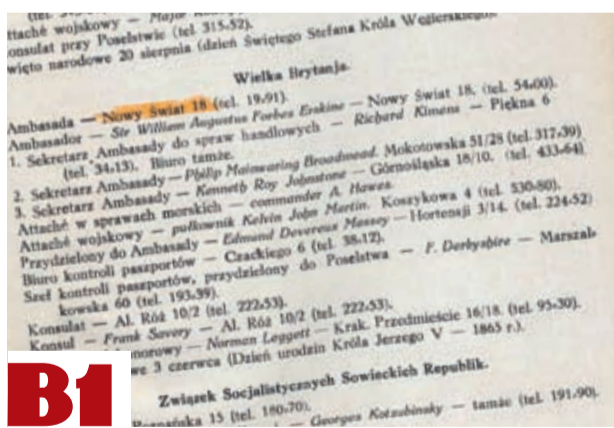 (tel.
ttaché wojskowy — Major
onsulat przy Poselstwie (tel. 315-52).
więto narodowe 20 sierpnia (dzień Świętego Stefana Króla Węgierskiego).
Wielka Brytanja.
Ambasada — Nowy Świat 18 (tel. 19-91).
Ambasador — Sir William Augustus Forbes Erskine — Nowy Świat 18, (tel. 54-00).
1. Sekretarz Ambasady do spraw handlowych — Richard Kimens — Piękna 6
(tel. 34-13). Biuro tamże.
2. Sekretarz Ambasady — Philip Mainwaring Broadmead. Mokotowska 51/28 (tel. 317-39)
3. Sekretarz Ambasady — Kenneth Roy Johnstone — Górnośląska 18/10. (tel. 433-64)
Attaché w sprawach morskich — commander A. Hawes.
Attaché wojskowy — pułkownik Kelvin John Martin. Koszykowa 4 (tel. 530-80).
Przydzielony do Ambasady — Edmund Devereux Massey — Hortensji 3/14. (tel. 224-52)
Biuro kontroli paszportów — Czackiego 6 (tel. 38-12).
Szef kontroli paszportów, przydzielony do Poselstwa — F. Derbyshire — Marszał-
kowska 60 (tel. 193-39).
Konsulat — Al. Róż 10/2 (tel. 222-53).
Konsul — Frank Savery — Al. Róż 10/2 (tel. 222-53).
onorowy — Norman Leggett — Krak. Przedmieście 16/18. (tel. 95-30).
we 3 czerwca (Dzień urodzin Króla Jerzego V — 1865 r.).
Związek Socjalistycznych Sowieckich Republik.
Poznańska 15 (tel. 180-70).
Georges Kotzubinsky — tamże (tel. 191-90).
B1